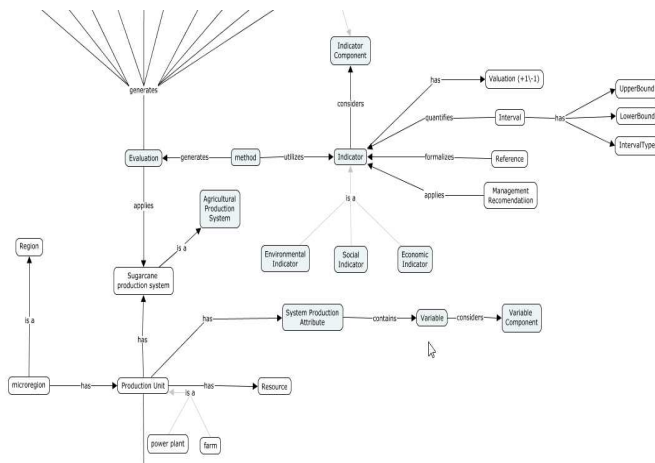 Indicator
Component
generates
considers
has
Valuation (+1\-1)
UpperBound
quantifies
Interval
has
LowerBound
IntervalType
Evaluation
generates
method
utilizes
Indicator
formalizes
Reference
applies
Management
Recomendation
Agricultural
Production
System
applies
is a
is a
Region
Environmental
Indicator
Social
Indicator
Economic
Indicator
Sugarcane
production system
is a
has
has
System Production
Attribute
contains
Variable
considers
Variable
Component
microregion
has
Production Unit
has
Resource
is a
power plant
farm